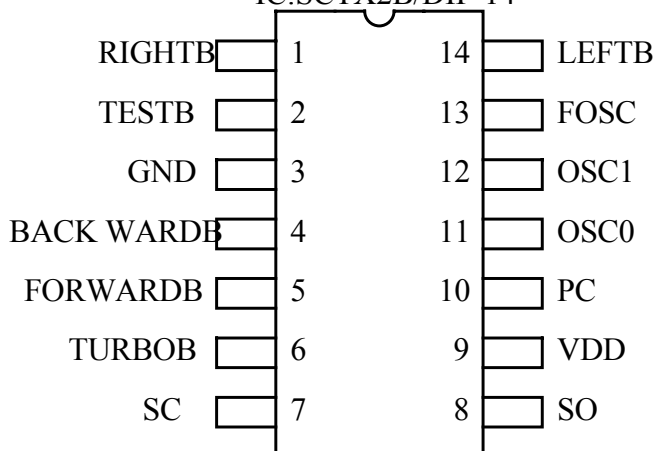 RIGHTB 1 14 LEFTB
TESTB 2 13 FOSC
GND 3 12 OSC1
BACK WARDB 4 11 OSC0
FORWARDB 5 10 PC
TURBOB 6 9 VDD
SC 7 8 SO